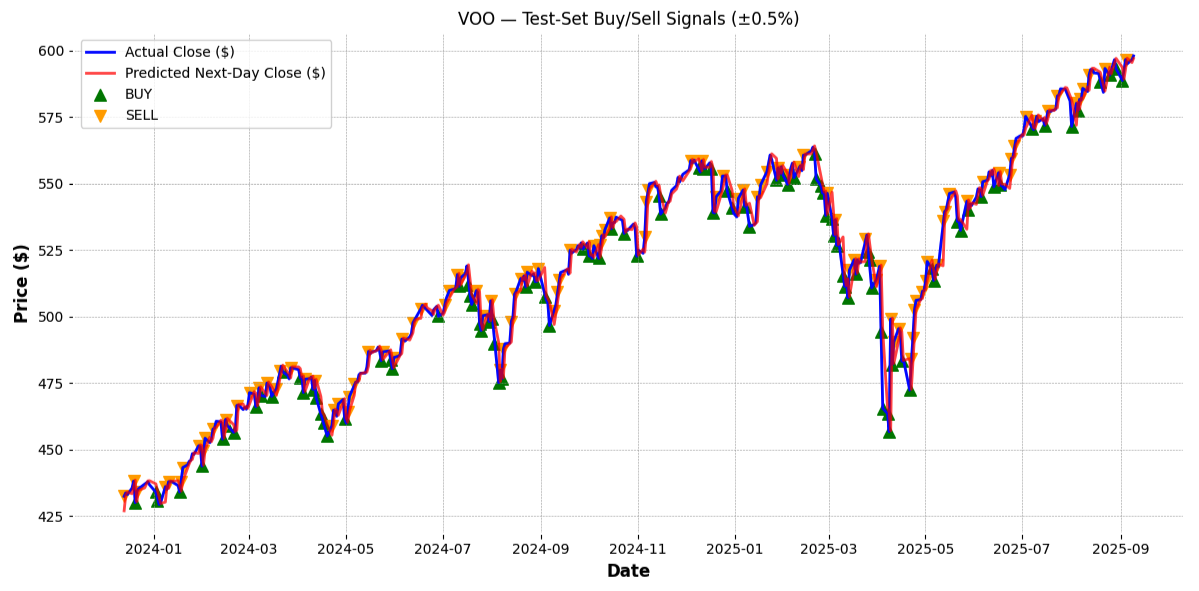 VOO — Test-Set Buy/Sell Signals (±0.5%)
Actual Close ($)
Predicted Next-Day Close ($)
BUY
SELL
Price ($)
600
575
550
525
500
475
450
425
2024-01
2024-03
2024-05
2024-07
2024-09
2024-11
2025-01
2025-03
2025-05
2025-07
2025-09
Date